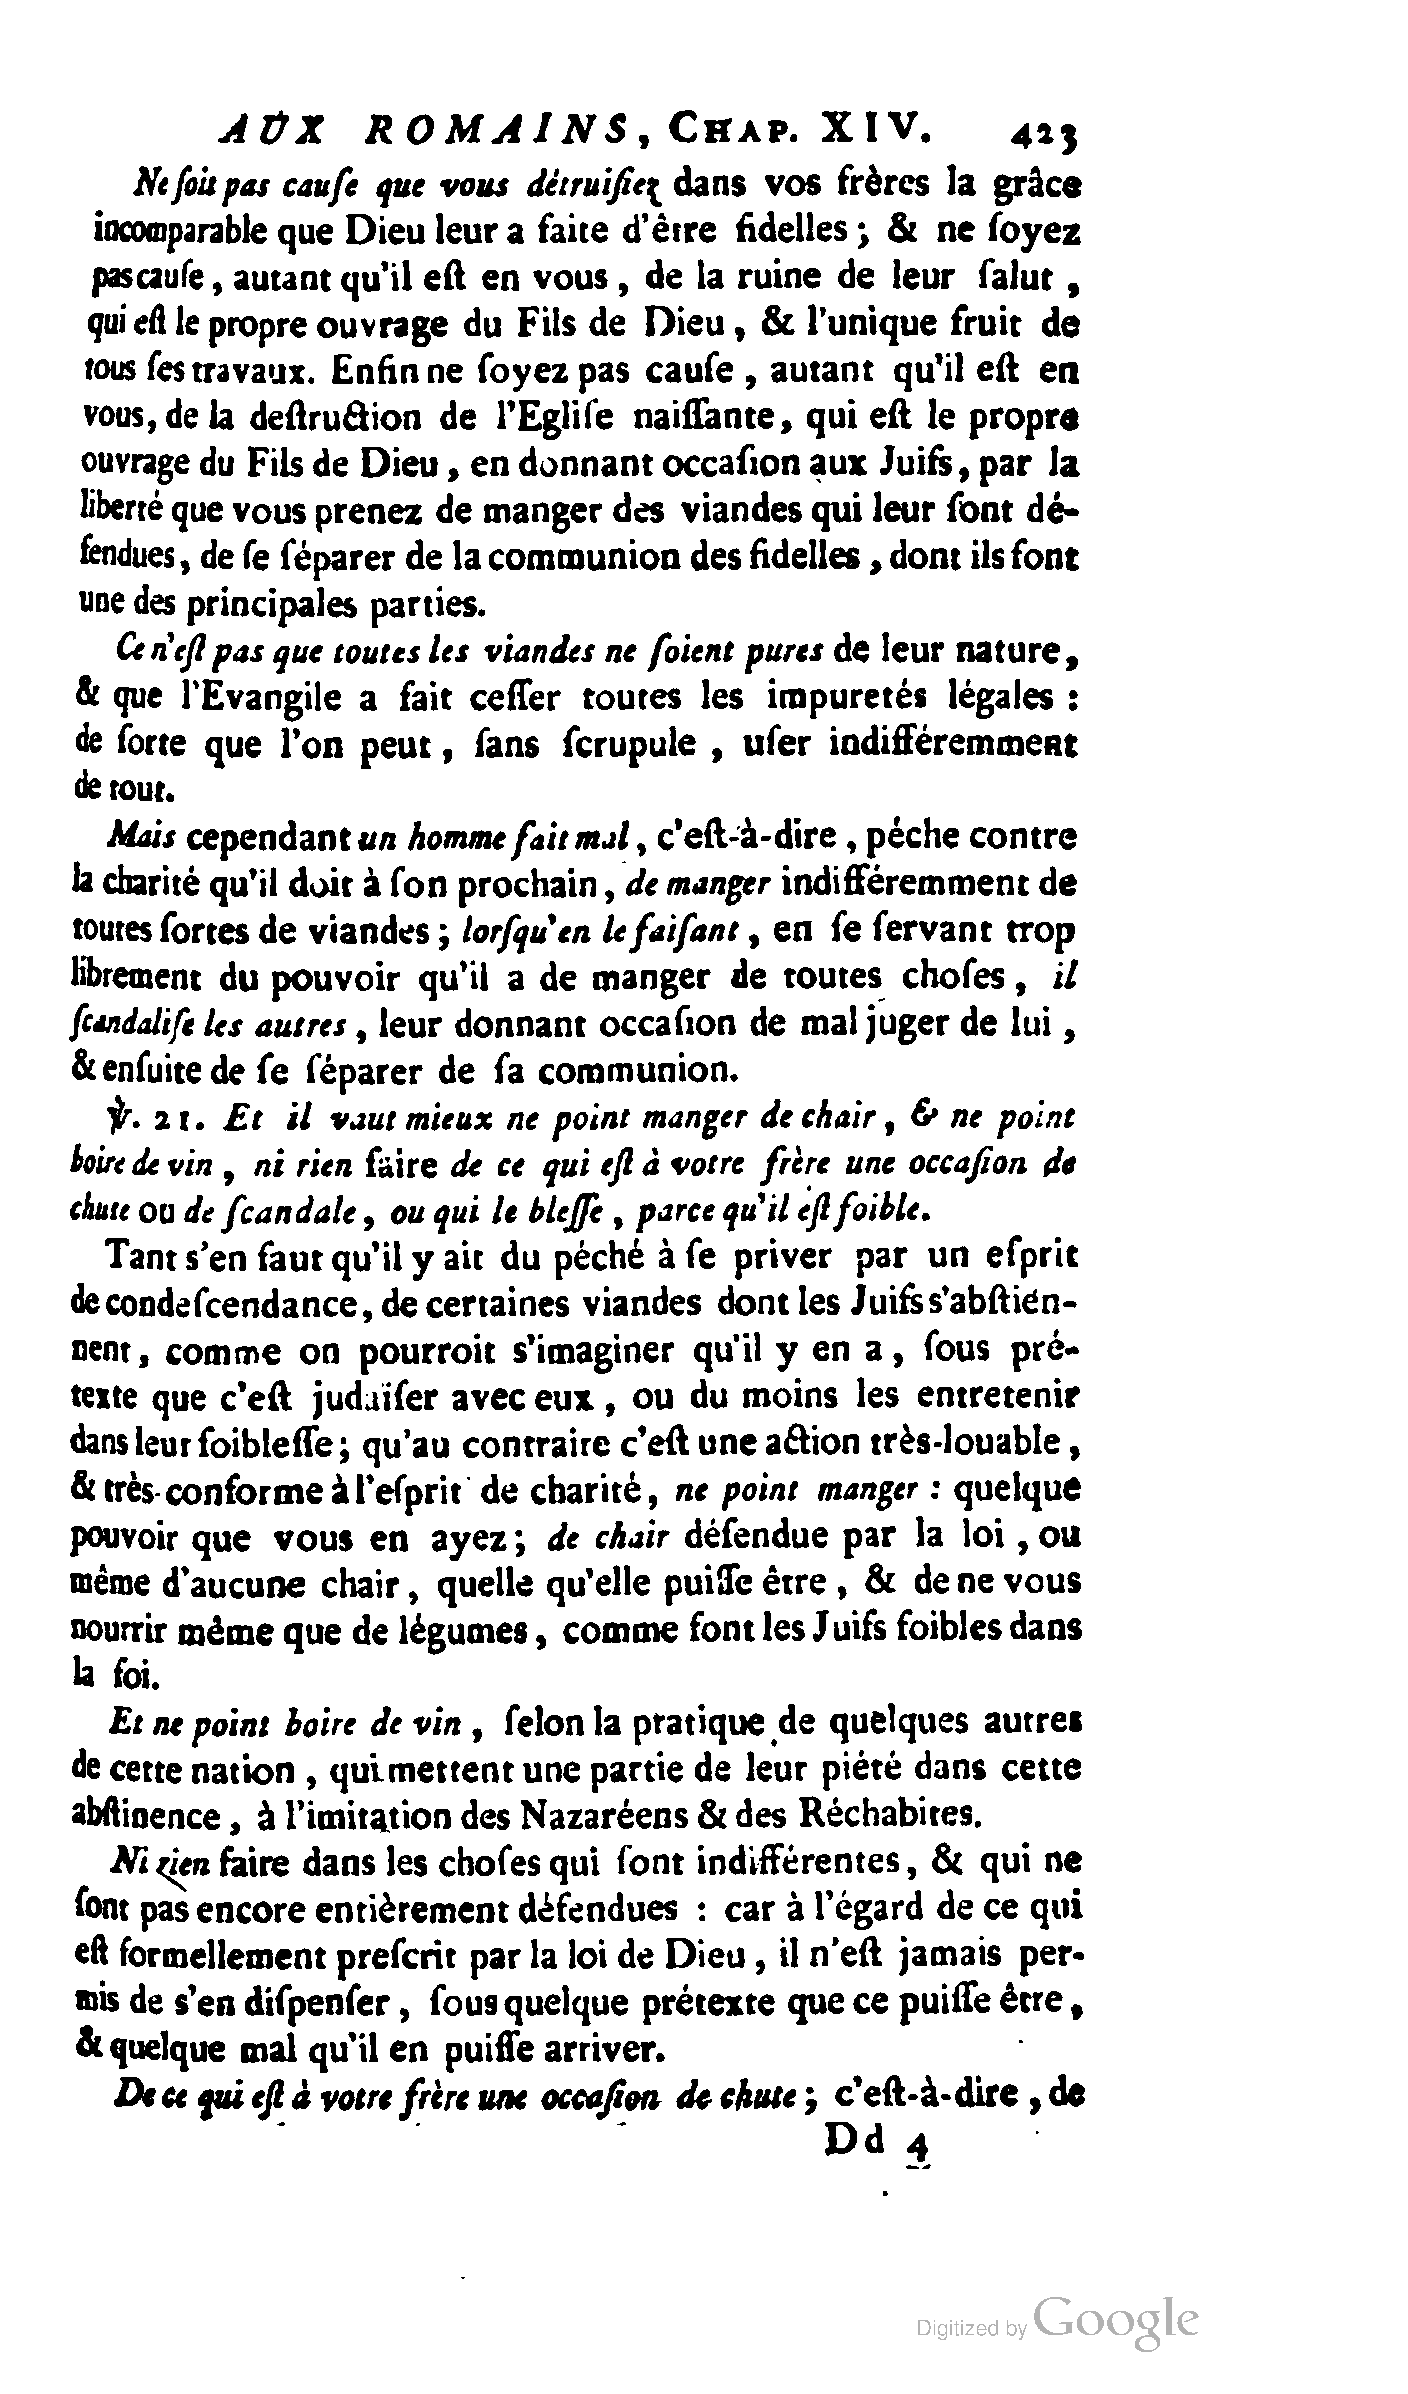 AUX ROMAINS, CHAP. XIV. 423
Ne ſoit pas cauſe que vous détruiſiez dans vos frères la grâce
incomparable que Dieu leur a faite d'être fidelles ; & ne ſoyez
pas cauſe, autant qu'il eſt en vous, de la ruine de leur ſalut,
qui eſt le propre ouvrage du Fils de Dieu, & l'unique fruit de
tous ſes travaux. Enfin ne ſoyez pas cauſe, autant qu'il eſt en
vous, de la deſtruction de l'Egliſe naiſſante, qui eſt le propre
ouvrage du Fils de Dieu, en donnant occaſion aux Juifs, par la
liberté que vous prenez de manger des viandes qui leur ſont dé-
fendues, de ſe ſéparer de la communion des fidelles, dont ils font
une des principales parties.
Ce n'eſt pas que toutes les viandes ne ſoient pures de leur nature,
& que l'Evangile a fait ceſſer toutes les impuretés légales :
de ſorte que l'on peut, ſans ſcrupule, uſer indifféremment
de tout.
Mais cependant un homme fait mal, c'eſt-à-dire, péche contre
la charité qu'il doit à ſon prochain, de manger indifféremment de
toutes ſortes de viandes ; lorſqu'en le faiſant, en ſe ſervant trop
librement du pouvoir qu'il a de manger de toutes choſes, il
ſcandaliſe les autres, leur donnant occaſion de mal juger de lui,
& enſuite de ſe ſéparer de ſa communion.
℣. 21. Et il vaut mieux ne point manger de chair, & ne point
boire de vin, ni rien faire de ce qui eſt à votre frère une occaſion de
chute ou de ſcandale, ou qui le bleſſe, parce qu'il eſt foible.
Tant s'en faut qu'il y ait du péché à ſe priver par un eſprit
de condeſcendance, de certaines viandes dont les Juifs s'abſtien-
nent, comme on pourroit s'imaginer qu'il y en a, ſous pré-
texte que c'eſt judaïſer avec eux, ou du moins les entretenir
dans leur foibleſſe ; qu'au contraire c'eſt une action très-louable,
& très-conforme à l'eſprit de charité, ne point manger : quelque
pouvoir que vous en ayez ; de chair défendue par la loi, ou
même d'aucune chair, quelle qu'elle puiſſe être, & de ne vous
nourrir même que de légumes, comme font les Juifs foibles dans
la foi.
Et ne point boire de vin, ſelon la pratique de quelques autres
de cette nation, qui mettent une partie de leur piété dans cette
abſtinence, à l'imitation des Nazaréens & des Réchabites.
Ni rien faire dans les choſes qui ſont indifférentes, & qui ne
ſont pas encore entièrement défendues : car à l'égard de ce qui
eſt formellement preſcrit par la loi de Dieu, il n'eſt jamais per-
mis de s'en diſpenſer, ſous quelque prétexte que ce puiſſe être,
& quelque mal qu'il en puiſſe arriver.
De ce qui eſt à votre frère une occaſion de chute ; c'eſt-à-dire, de
Dd 4
Digitized by Google